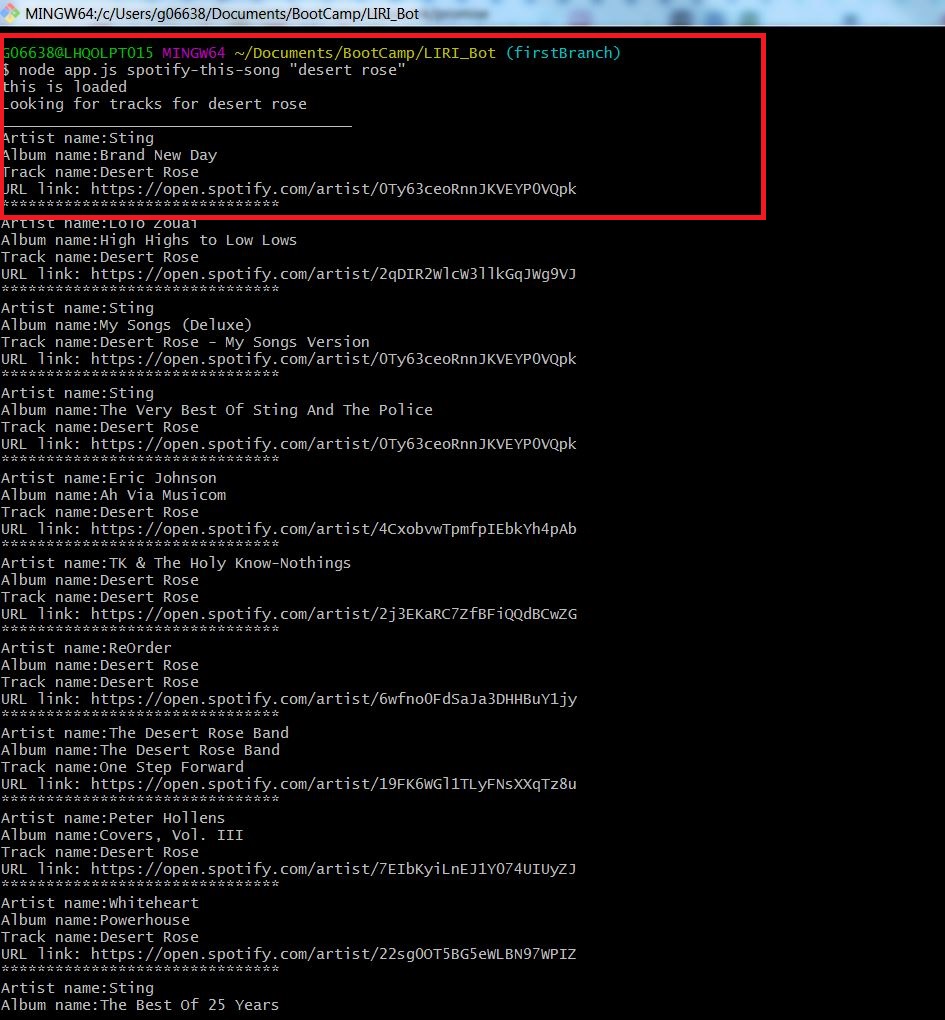 MINGW64:/c/Users/g06638/Documents/BootCamp/LIRI_Bot
G06638@LHQOLPT015 MINGW64 ~/Documents/BootCamp/LIRI_Bot (firstBranch)
$ node app.js spotify-this-song "desert rose"
this is loaded
Looking for tracks for desert rose
_______________________________________
Artist name:Sting
Album name:Brand New Day
Track name:Desert Rose
URL link: https://open.spotify.com/artist/0Ty63ceoRnnJKVEYP0VQpk
*******************************
Artist name:Lolo Zouaï
Album name:High Highs to Low Lows
Track name:Desert Rose
URL link: https://open.spotify.com/artist/2qDIR2WlcW3llkGqJWg9VJ
*******************************
Artist name:Sting
Album name:My Songs (Deluxe)
Track name:Desert Rose - My Songs Version
URL link: https://open.spotify.com/artist/0Ty63ceoRnnJKVEYP0VQpk
*******************************
Artist name:Sting
Album name:The Very Best Of Sting And The Police
Track name:Desert Rose
URL link: https://open.spotify.com/artist/0Ty63ceoRnnJKVEYP0VQpk
*******************************
Artist name:Eric Johnson
Album name:Ah Via Musicom
Track name:Desert Rose
URL link: https://open.spotify.com/artist/4CxobvwTpmfpIEbkYh4pAb
*******************************
Artist name:TK & The Holy Know-Nothings
Album name:Desert Rose
Track name:Desert Rose
URL link: https://open.spotify.com/artist/2j3EKaRC7ZfBFiQQdBCwZG
*******************************
Artist name:ReOrder
Album name:Desert Rose
Track name:Desert Rose
URL link: https://open.spotify.com/artist/6wfnoOFdSaJa3DHHBuY1jy
*******************************
Artist name:The Desert Rose Band
Album name:The Desert Rose Band
Track name:One Step Forward
URL link: https://open.spotify.com/artist/19FK6WGl1TLyFNsXXqTz8u
*******************************
Artist name:Peter Hollens
Album name:Covers, Vol. III
Track name:Desert Rose
URL link: https://open.spotify.com/artist/7EIbKyiLnEJ1YO74UIUyZJ
*******************************
Artist name:Whiteheart
Album name:Powerhouse
Track name:Desert Rose
URL link: https://open.spotify.com/artist/22sgOOT5BG5eWLBN97WPIZ
*******************************
Artist name:Sting
Album name:The Best Of 25 Years